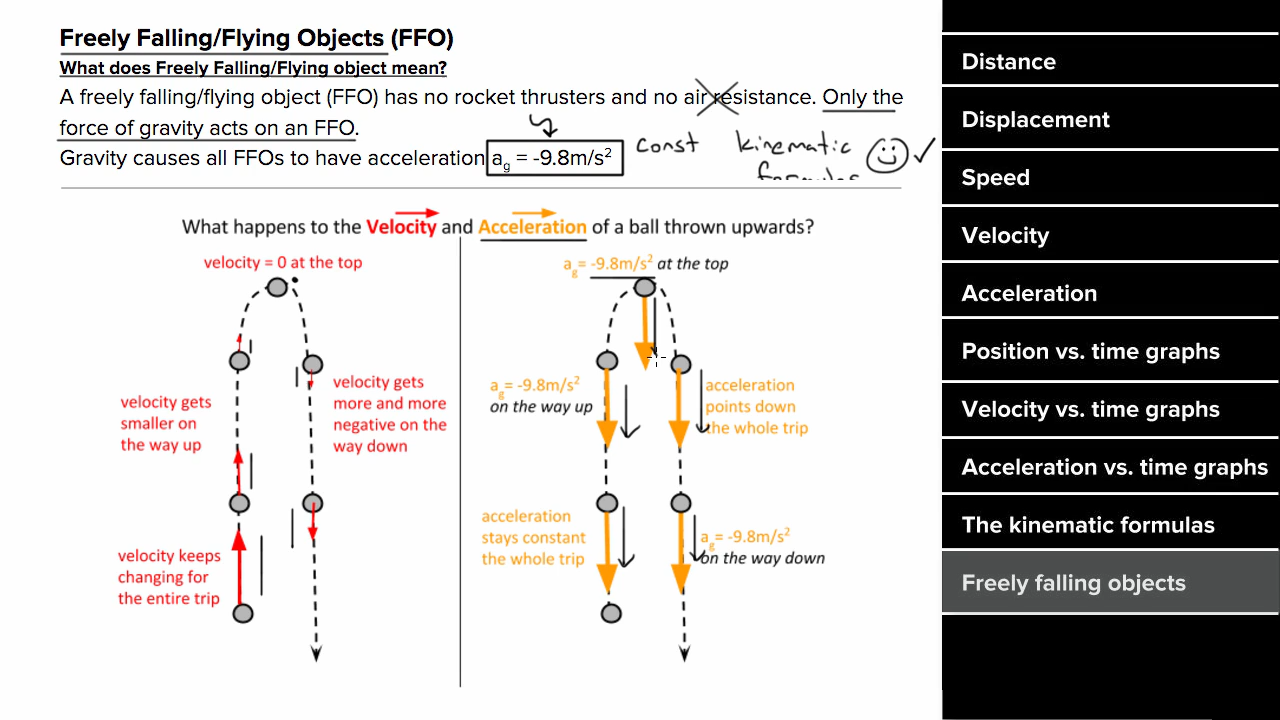 Freely Falling/Flying Objects (FFO)
What does Freely Falling/Flying object mean?
A freely falling/flying object (FFO) has no rocket thrusters and no air resistance. Only the
force of gravity acts on an FFO.
Gravity causes all FFOs to have acceleration ag = -9.8m/s²
const kinematic
formulas
What happens to the Velocity and Acceleration of a ball thrown upwards?
velocity = 0 at the top
velocity gets
smaller on
the way up
velocity gets
more and more
negative on the
way down
velocity keeps
changing for
the entire trip
ag= -9.8m/s² at the top
ag= -9.8m/s²
on the way up
acceleration
points down
the whole trip
acceleration
stays constant
the whole trip
ag= -9.8m/s²
on the way down
Distance
Displacement
Speed
Velocity
Acceleration
Position vs. time graphs
Velocity vs. time graphs
Acceleration vs. time graphs
The kinematic formulas
Freely falling objects